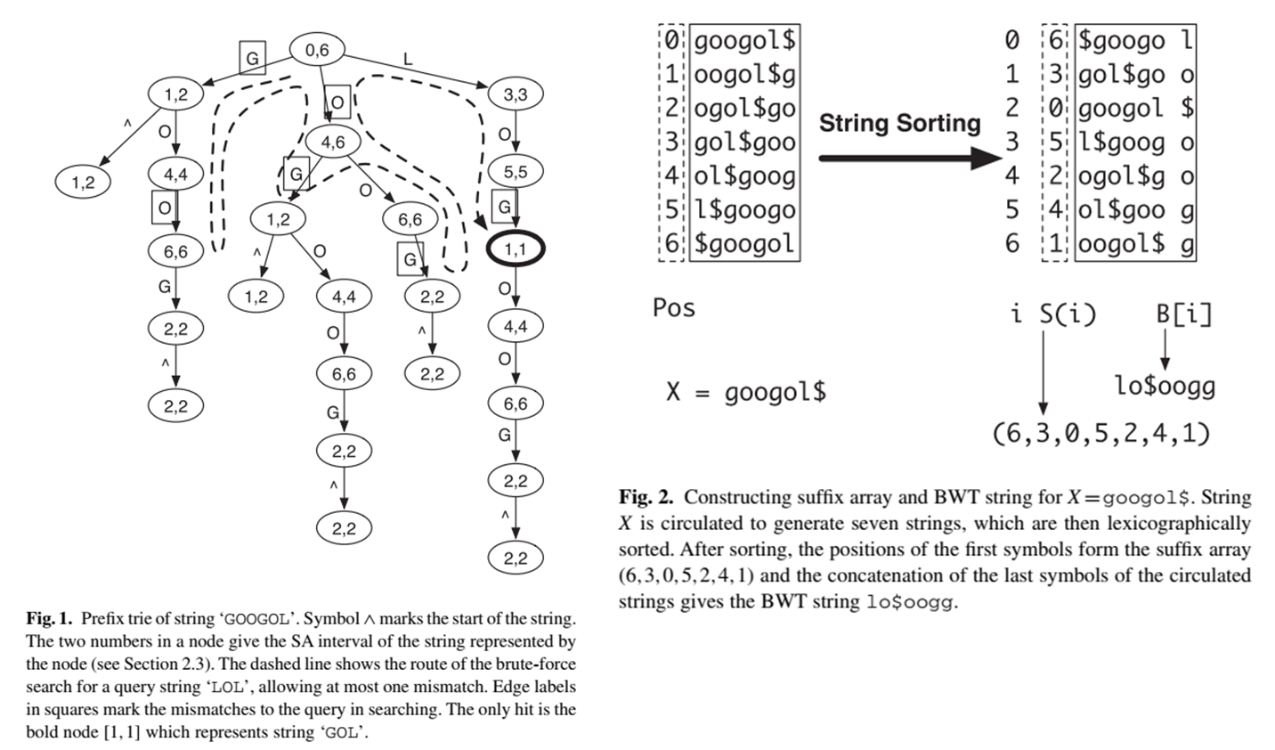 0,6
G
O
L
1,2
4,6
3,3
^
O
G
O
O
1,2
4,4
1,2
6,6
5,5
O
^
O
G
G
6,6
1,2
4,4
2,2
1,1
G
O
^
O
2,2
6,6
2,2
4,4
^
G
O
2,2
2,2
6,6
^
G
2,2
2,2
^
2,2
Fig. 1. Prefix trie of string ‘GOOGOL’. Symbol ∧ marks the start of the string.
The two numbers in a node give the SA interval of the string represented by
the node (see Section 2.3). The dashed line shows the route of the brute-force
search for a query string ‘LOL’, allowing at most one mismatch. Edge labels
in squares mark the mismatches to the query in searching. The only hit is the
bold node [1, 1] which represents string ‘GOL’.
0 googol$
1 oogol$g
2 ogol$go
3 gol$goo
4 ol$goog
5 l$googo
6 $googol
String Sorting
0 6 $googo l
1 3 gol$go o
2 0 googol $
3 5 l$goog o
4 2 ogol$g o
5 4 ol$goo g
6 1 oogol$ g
Pos
i S(i) B[i]
X = googol$
lo$oogg
(6,3,0,5,2,4,1)
Fig. 2. Constructing suffix array and BWT string for X=googol$. String
X is circulated to generate seven strings, which are then lexicographically
sorted. After sorting, the positions of the first symbols form the suffix array
(6,3,0,5,2,4,1) and the concatenation of the last symbols of the circulated
strings gives the BWT string lo$oogg.